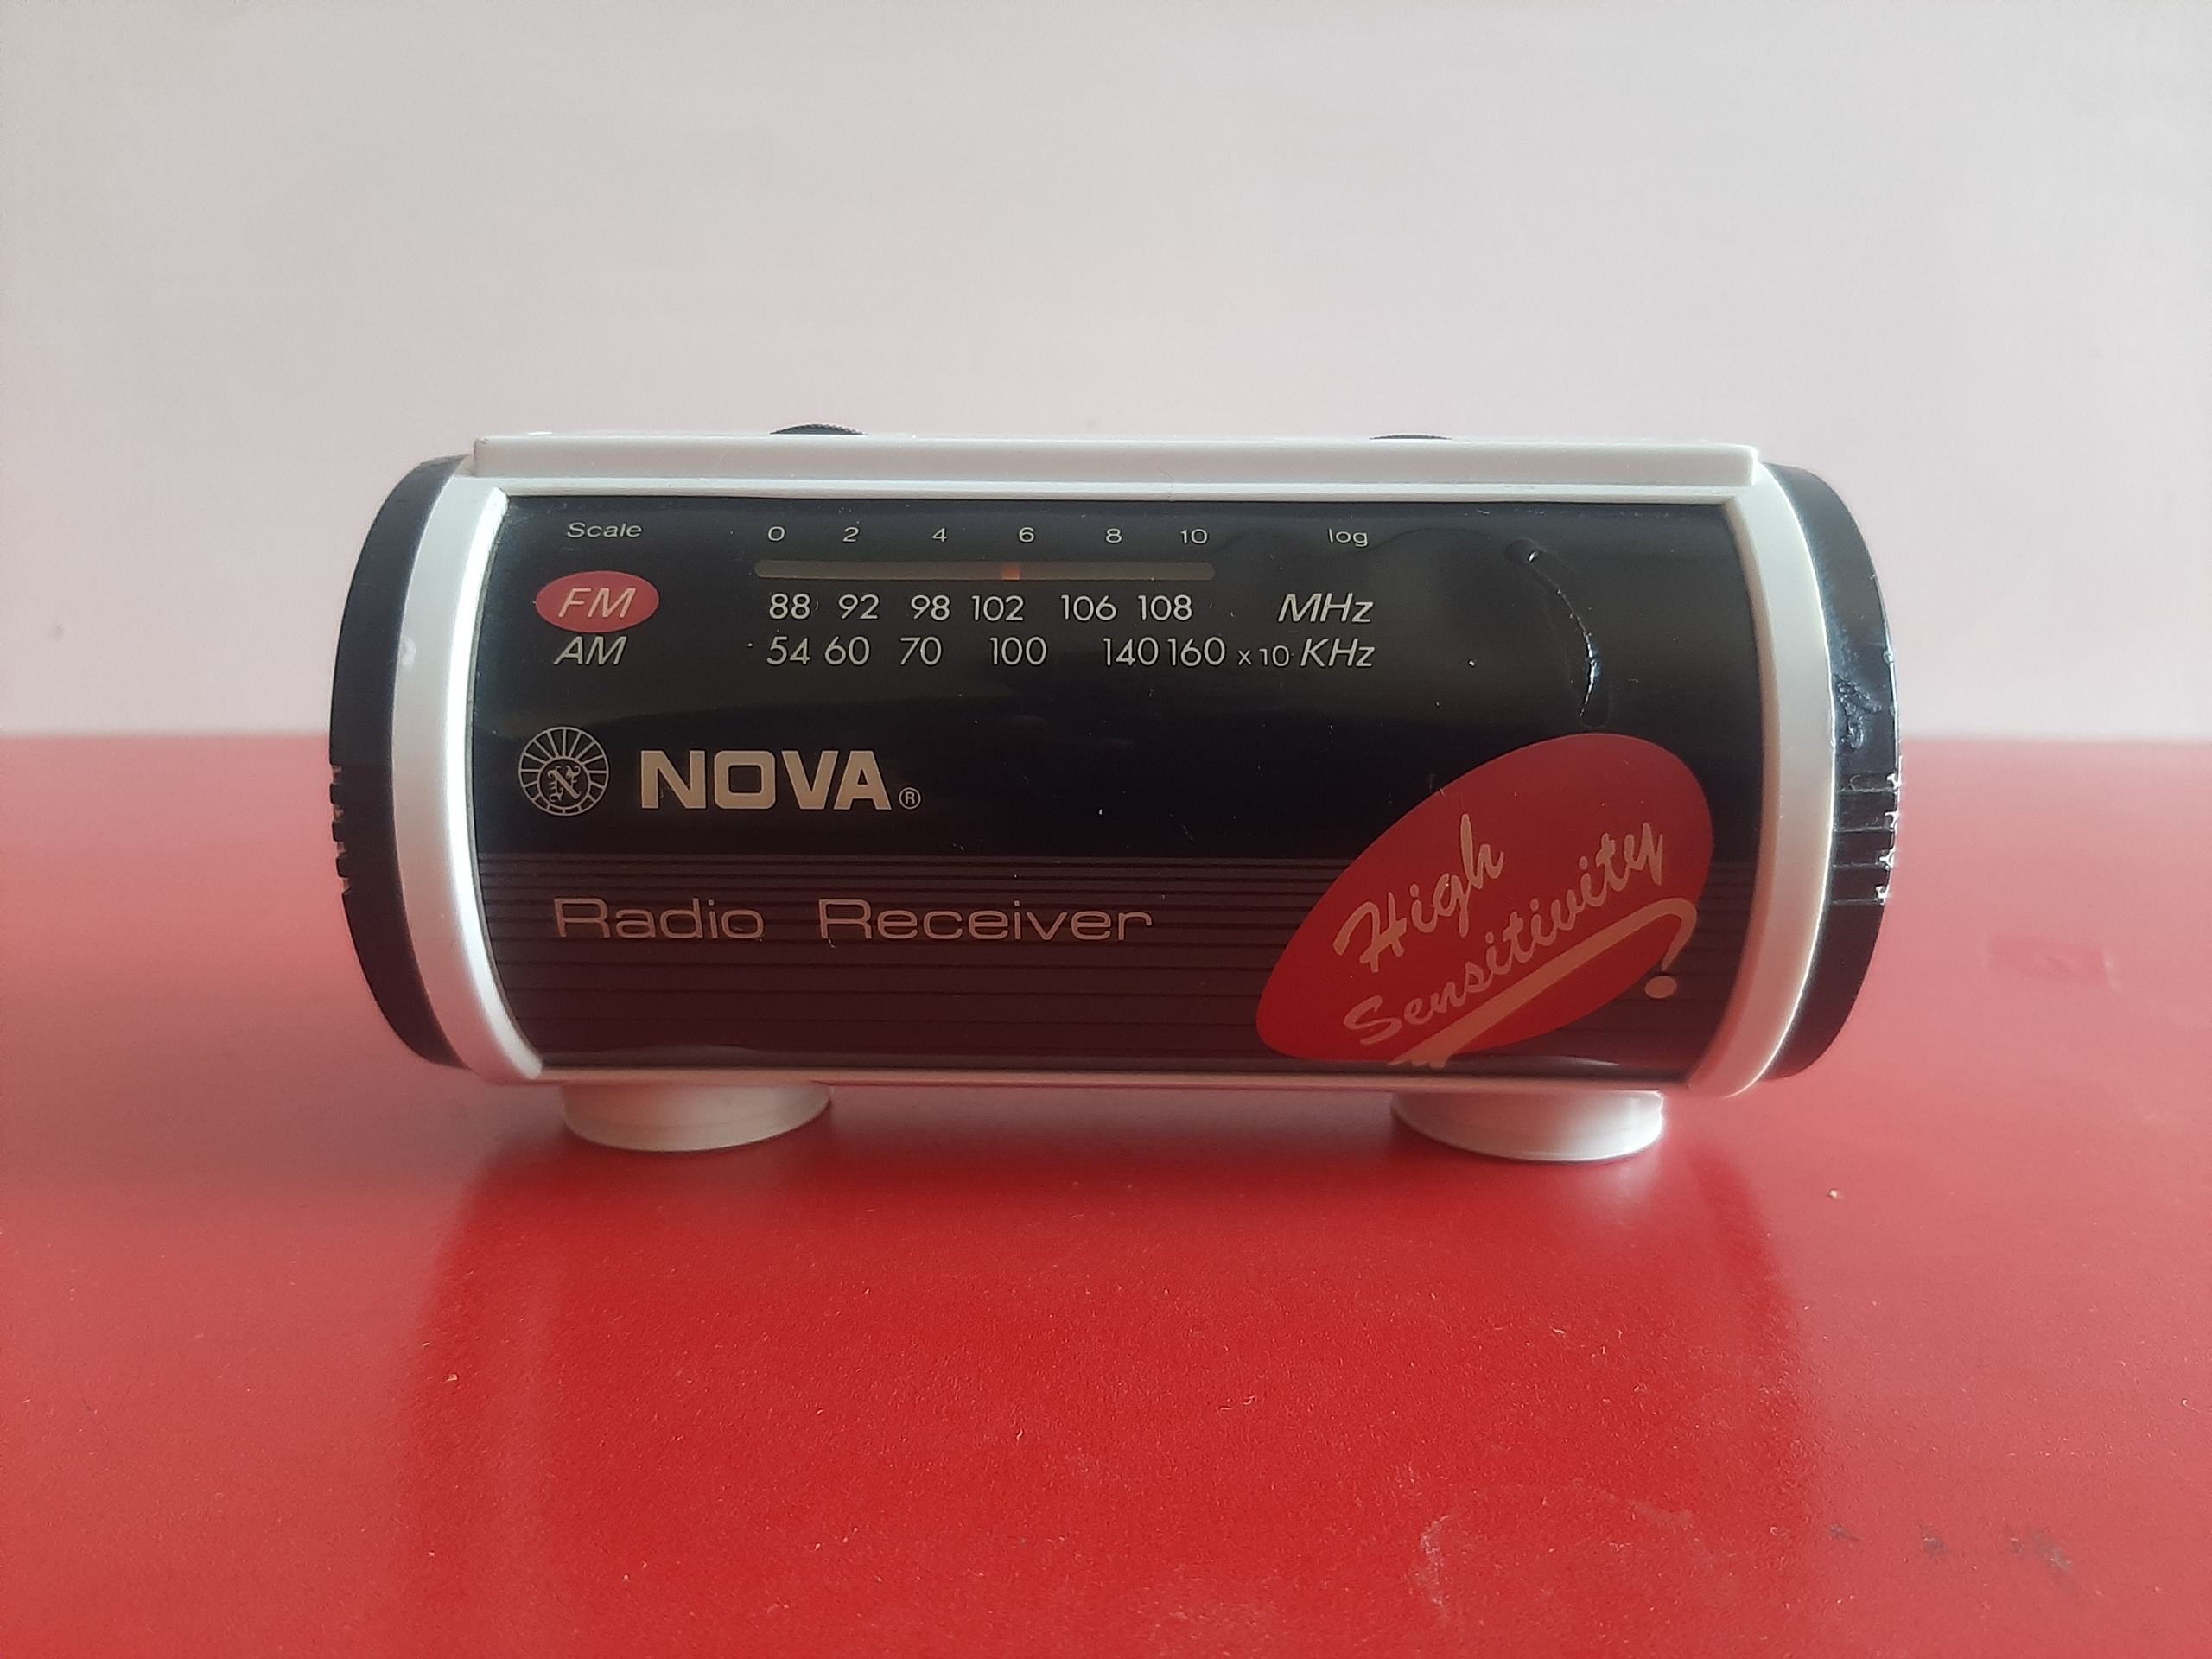 Scale 0 2 4 6 8 10 log
FM 88 92 98 102 106 108 MHz
AM 54 60 70 100 140 160 x 10 KHz
N NOVA®
Radio Receiver
High
Sensitivity